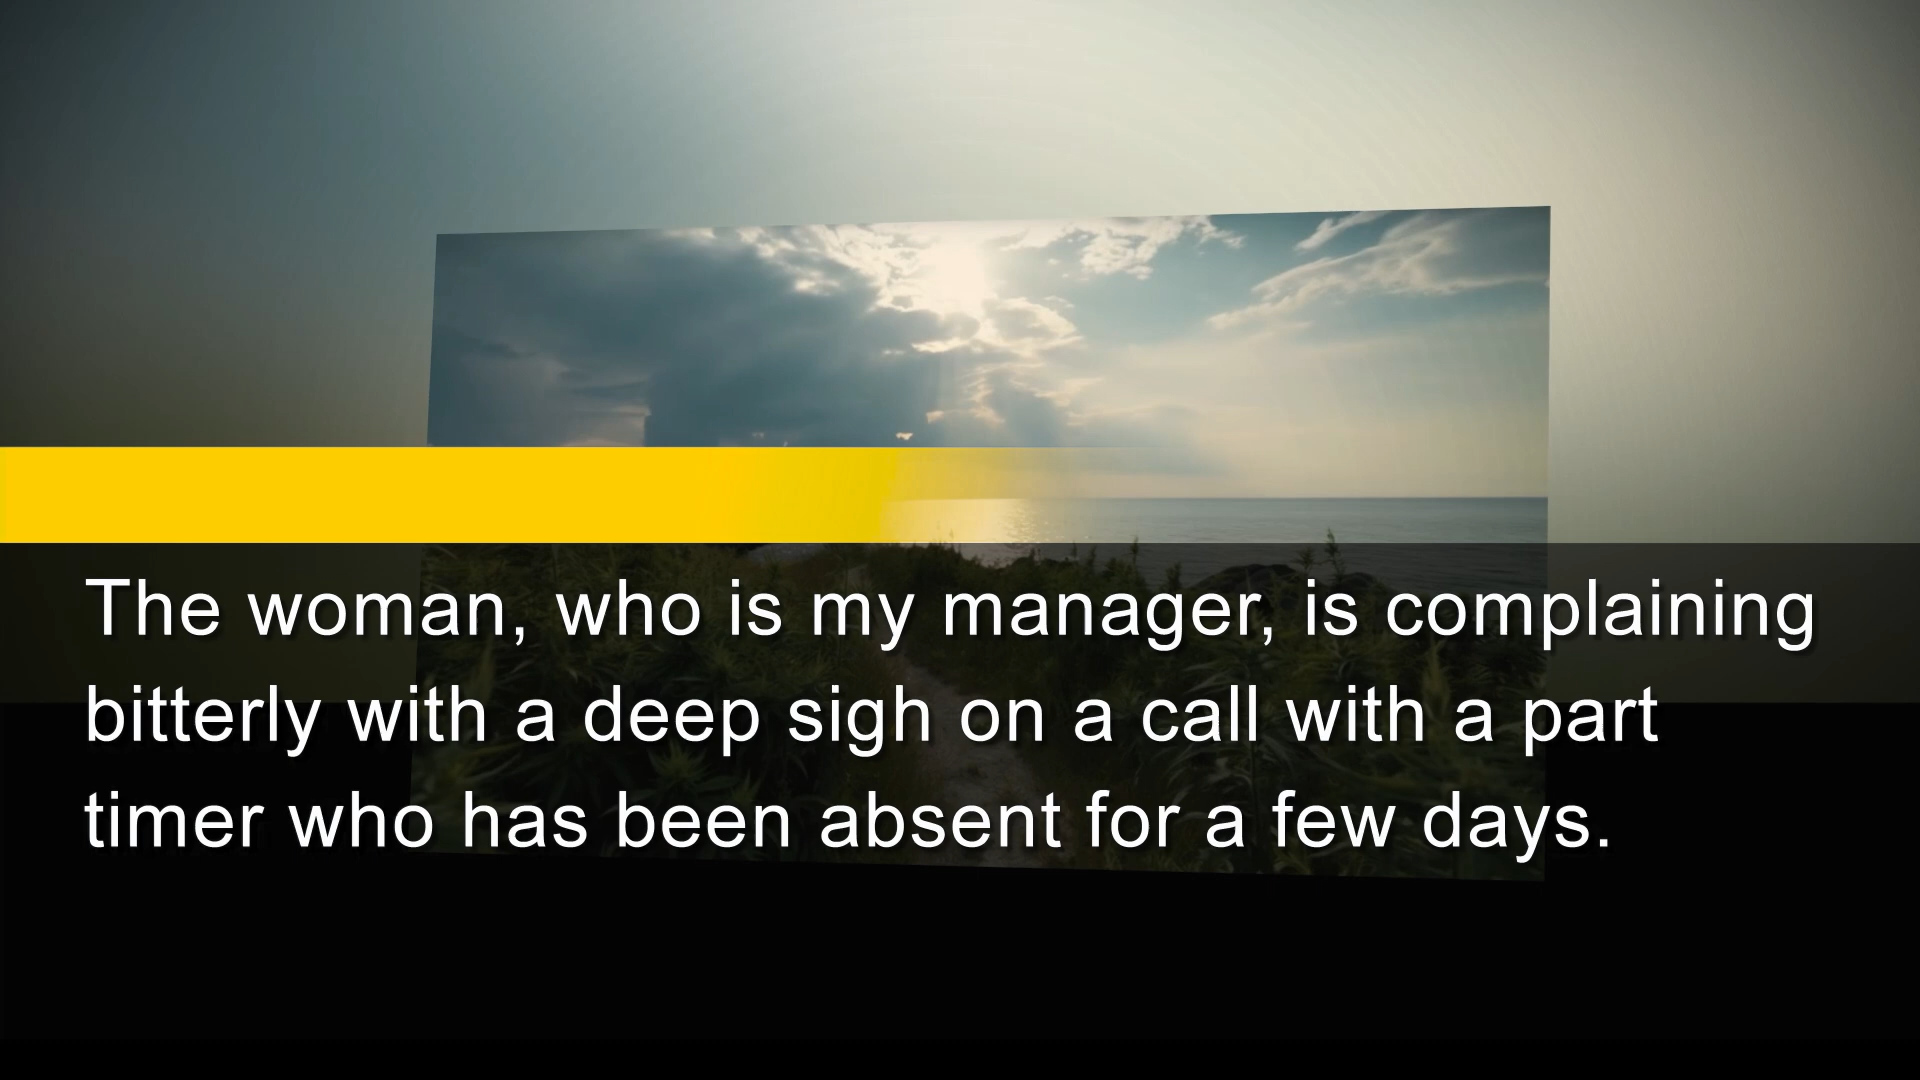 The woman, who is my manager, is complaining
bitterly with a deep sigh on a call with a part
timer who has been absent for a few days.